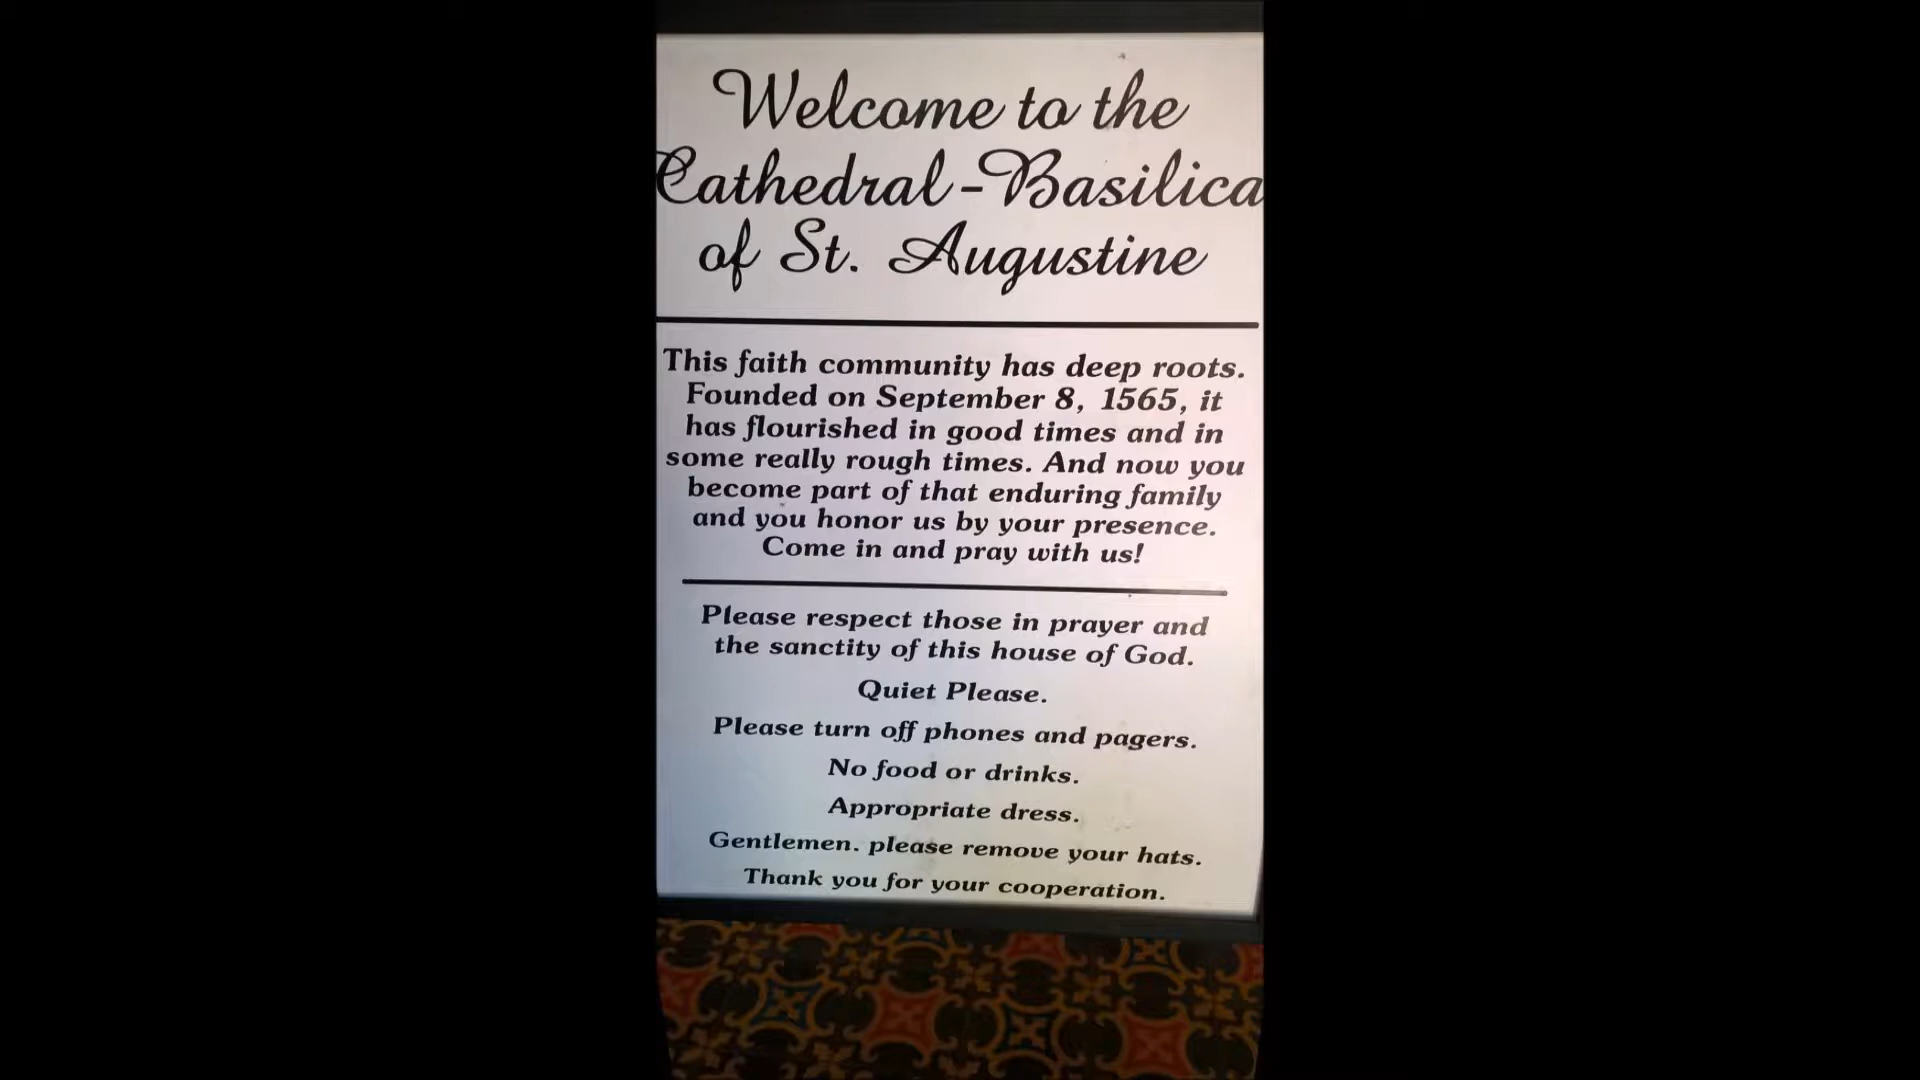 Welcome to the
Cathedral-Basilica
of St. Augustine
This faith community has deep roots.
Founded on September 8, 1565, it
has flourished in good times and in
some really rough times. And now you
become part of that enduring family
and you honor us by your presence.
Come in and pray with us!
Please respect those in prayer and
the sanctity of this house of God.
Quiet Please.
Please turn off phones and pagers.
No food or drinks.
Appropriate dress.
Gentlemen. please remove your hats.
Thank you for your cooperation.